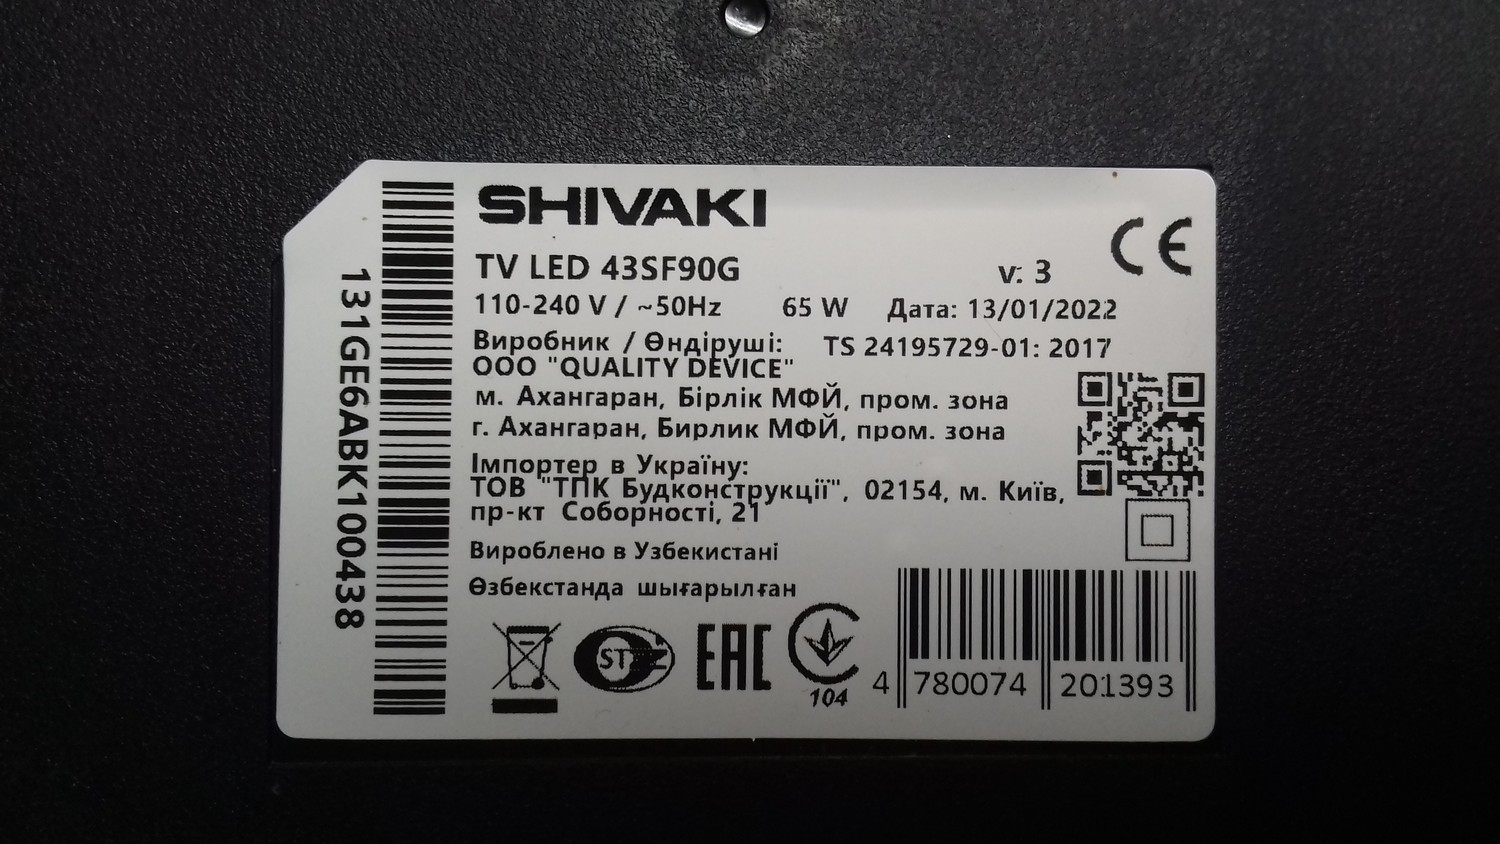 SHIVAKI
CE
TV LED 43SF90G v: 3
110-240 V / ~50Hz 65 W Дата: 13/01/2022
Виробник / Өндіруші: TS 24195729-01: 2017
ООО "QUALITY DEVICE"
м. Ахангаран, Бірлік МФЙ, пром. зона
г. Ахангаран, Бирлик МФЙ, пром. зона
Імпортер в Україну:
ТОВ "ТПК Будконструкції", 02154, м. Київ,
пр-кт Соборності, 21
Вироблено в Узбекистані
Өзбекстанда шығарылған
ST
EAC
104
4 780074 201393
131GE6ABK100438